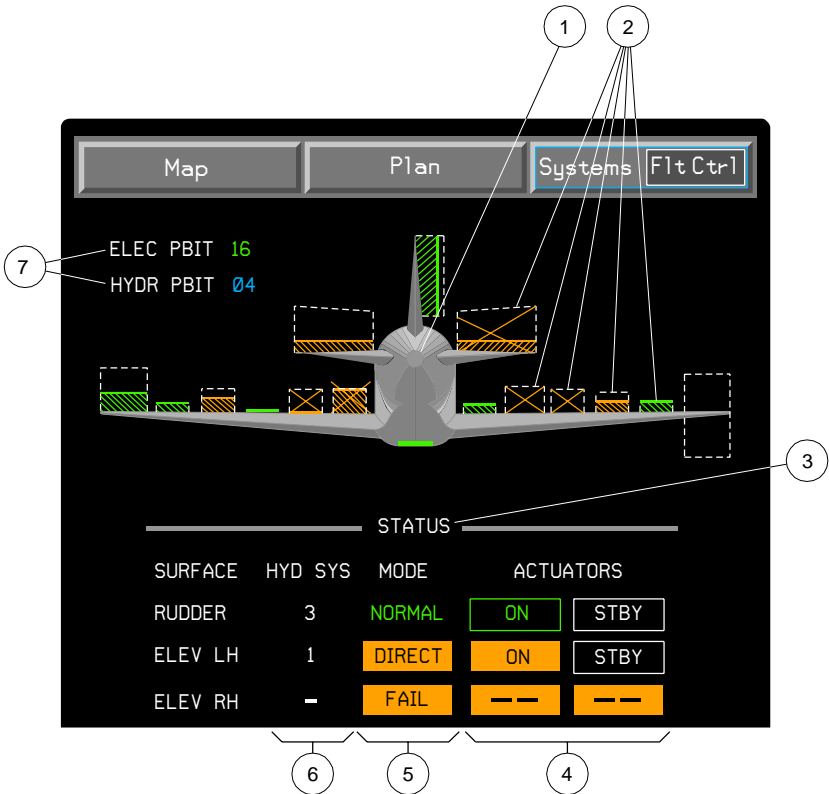 1
2
Map
Plan
Systems
Flt Ctrl
7
ELEC PBIT 16
HYDR PBIT Ø4
3
STATUS
SURFACE HYD SYS MODE ACTUATORS
RUDDER 3 NORMAL ON STBY
ELEV LH 1 DIRECT ON STBY
ELEV RH - FAIL -- --
6
5
4